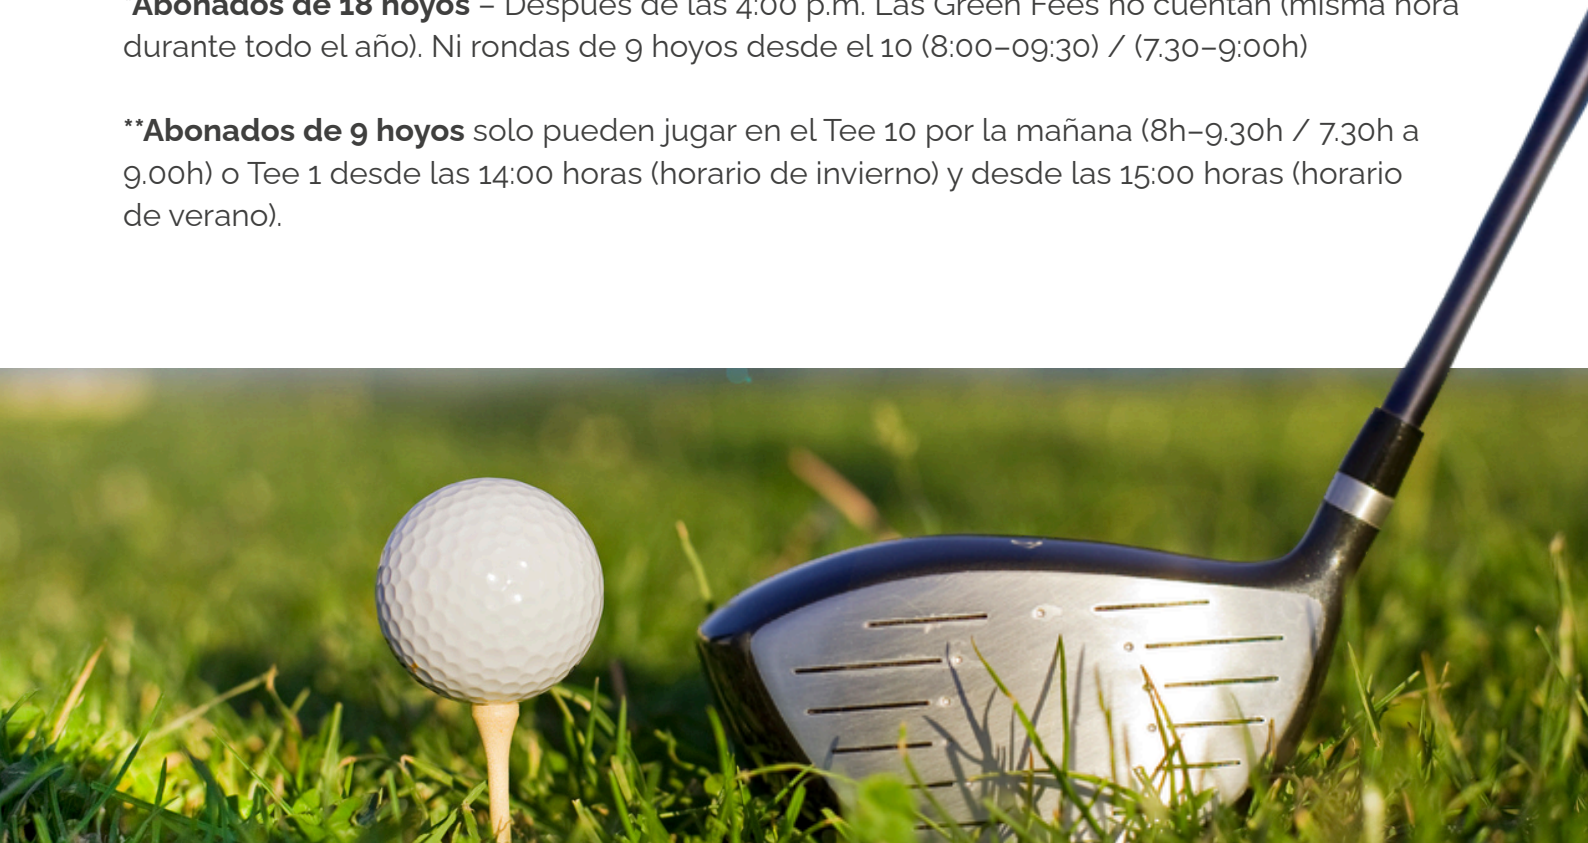 *Abonados de 18 hoyos – Después de las 4:00 p.m. Las Green Fees no cuentan (misma hora
durante todo el año). Ni rondas de 9 hoyos desde el 10 (8:00–09:30) / (7.30–9:00h)
**Abonados de 9 hoyos solo pueden jugar en el Tee 10 por la mañana (8h–9.30h / 7.30h a
9.00h) o Tee 1 desde las 14:00 horas (horario de invierno) y desde las 15:00 horas (horario
de verano).